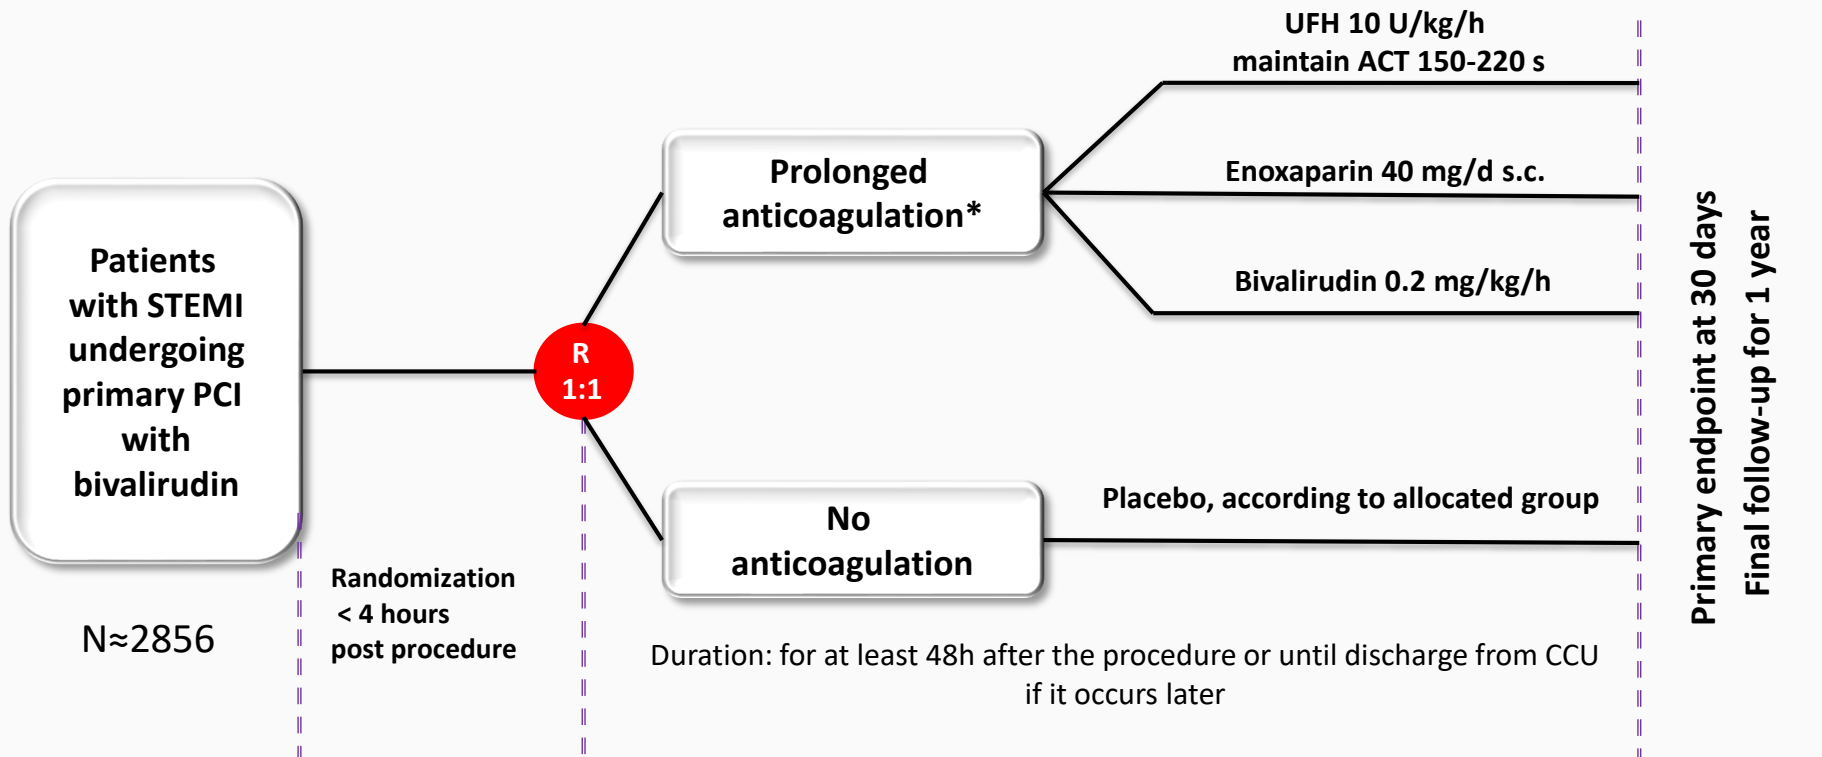 Patients
with STEMI
undergoing
primary PCI
with
bivalirudin
N≈2856
Randomization
< 4 hours
post procedure
R
1:1
Prolonged
anticoagulation*
UFH 10 U/kg/h
maintain ACT 150-220 s
Enoxaparin 40 mg/d s.c.
Bivalirudin 0.2 mg/kg/h
No
anticoagulation
Placebo, according to allocated group
Duration: for at least 48h after the procedure or until discharge from CCU
if it occurs later
Primary endpoint at 30 days
Final follow-up for 1 year